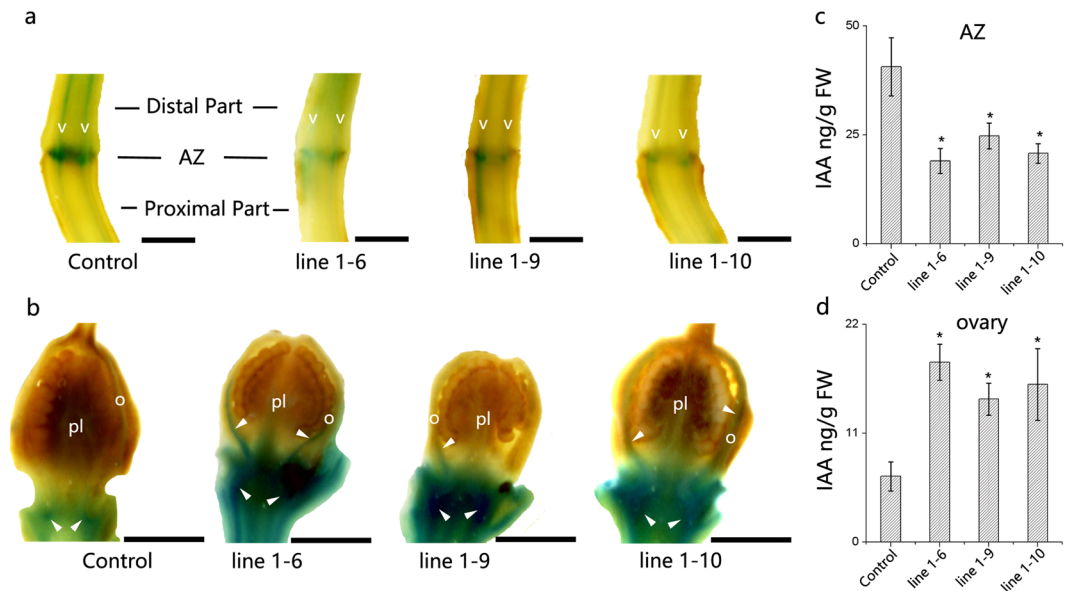 a
Distal Part
v v
v v
v v
v v
AZ
Proximal Part
Control
line 1-6
line 1-9
line 1-10
b
o
pl
pl
o
o
pl
pl
o
Control
line 1-6
line 1-9
line 1-10
c
AZ
50
25
0
IAA ng/g FW
*
*
*
Control
line 1-6
line 1-9
line 1-10
d
ovary
22
11
0
IAA ng/g FW
*
*
*
Control
line 1-6
line 1-9
line 1-10